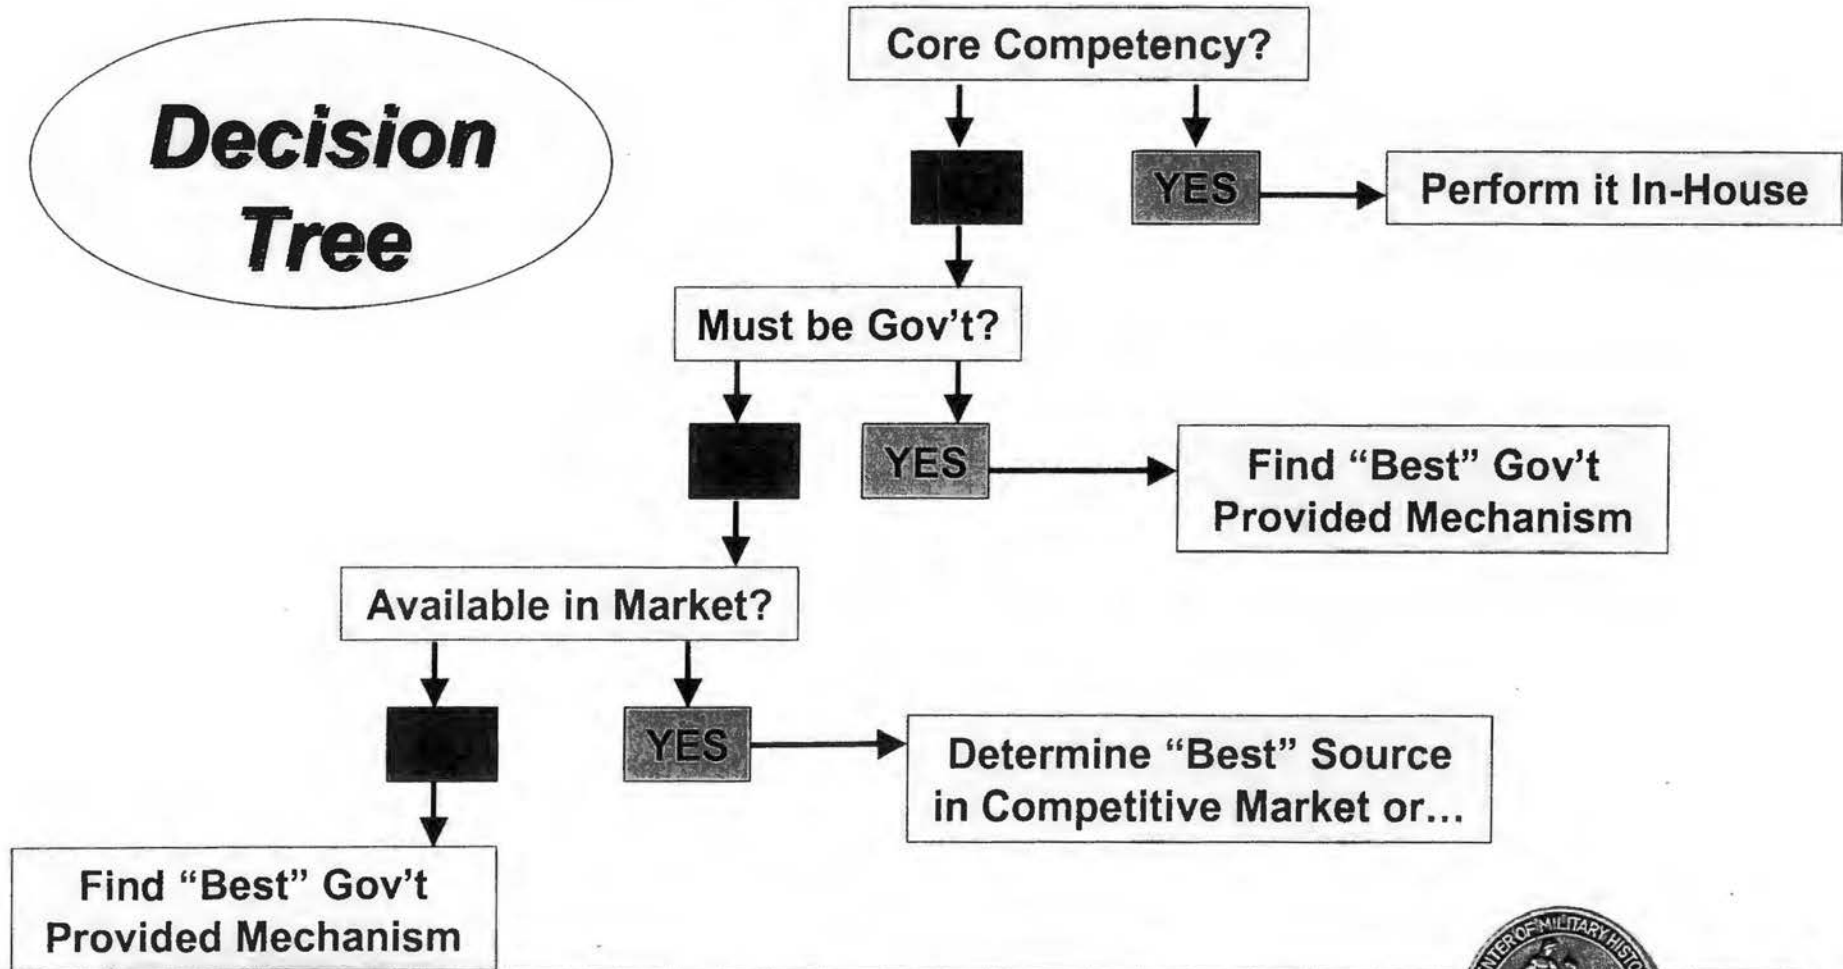 Decision
Tree
Core Competency?
YES
Perform it In-House
Must be Gov't?
YES
Find “Best” Gov't
Provided Mechanism
Available in Market?
YES
Determine “Best” Source
in Competitive Market or…
Find “Best” Gov't
Provided Mechanism